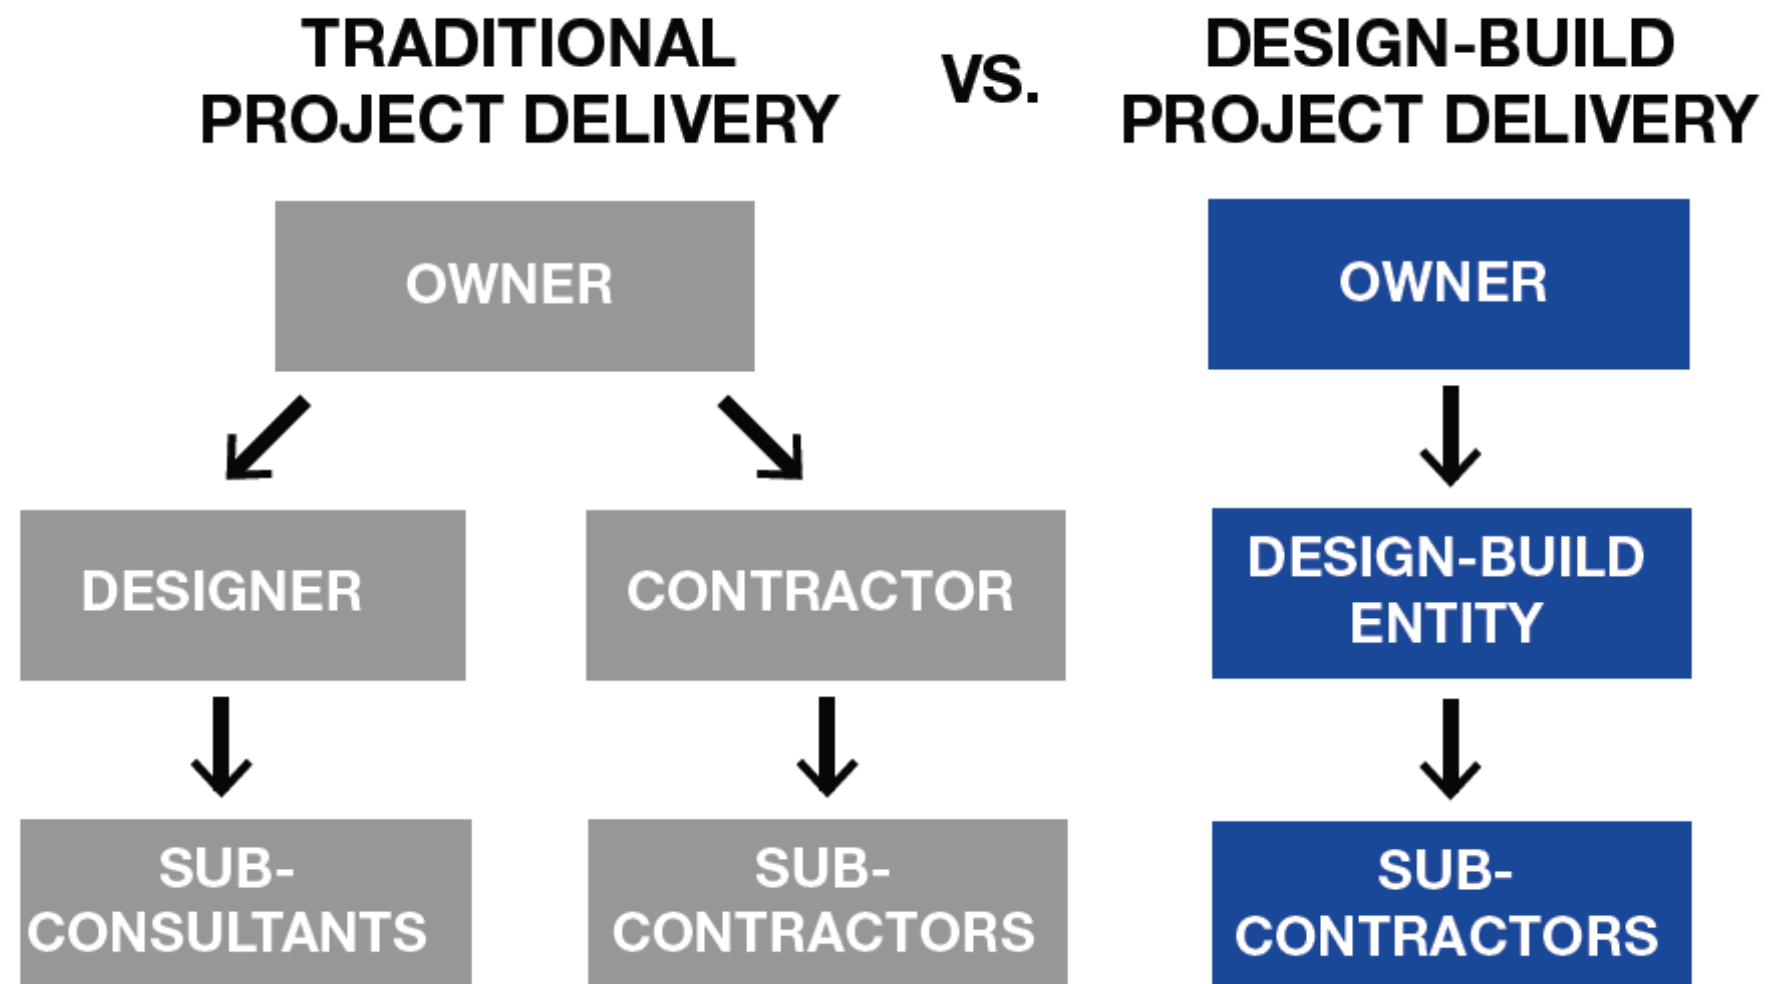 TRADITIONAL
PROJECT DELIVERY
VS.
DESIGN-BUILD
PROJECT DELIVERY
OWNER
DESIGNER
CONTRACTOR
SUB-
CONSULTANTS
SUB-
CONTRACTORS
OWNER
DESIGN-BUILD
ENTITY
SUB-
CONTRACTORS